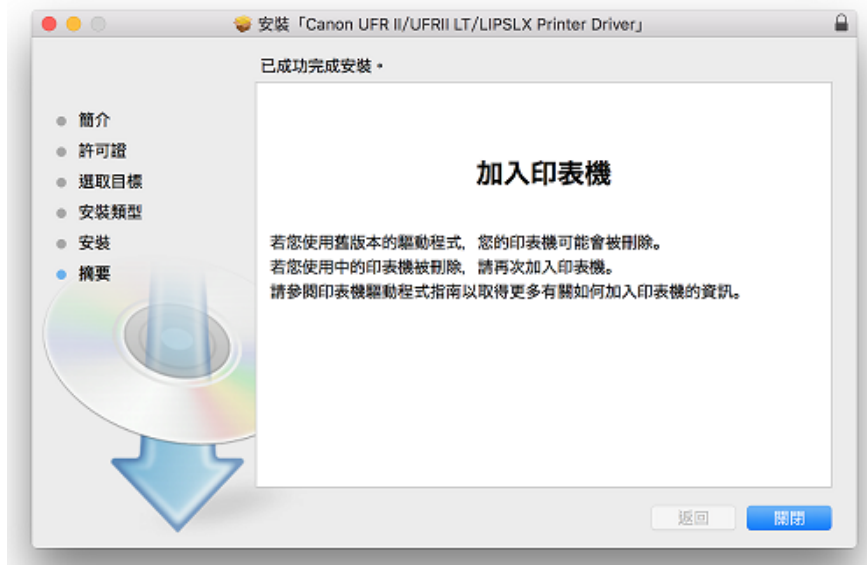 安裝「Canon UFR II/UFRII LT/LIPSLX Printer Driver」
已成功完成安裝。
簡介
許可證
選取目標
安裝類型
安裝
摘要
加入印表機
若您使用舊版本的驅動程式，您的印表機可能會被刪除。
若您使用中的印表機被刪除，請再次加入印表機。
請參閱印表機驅動程式指南以取得更多有關如何加入印表機的資訊。
返回
關閉